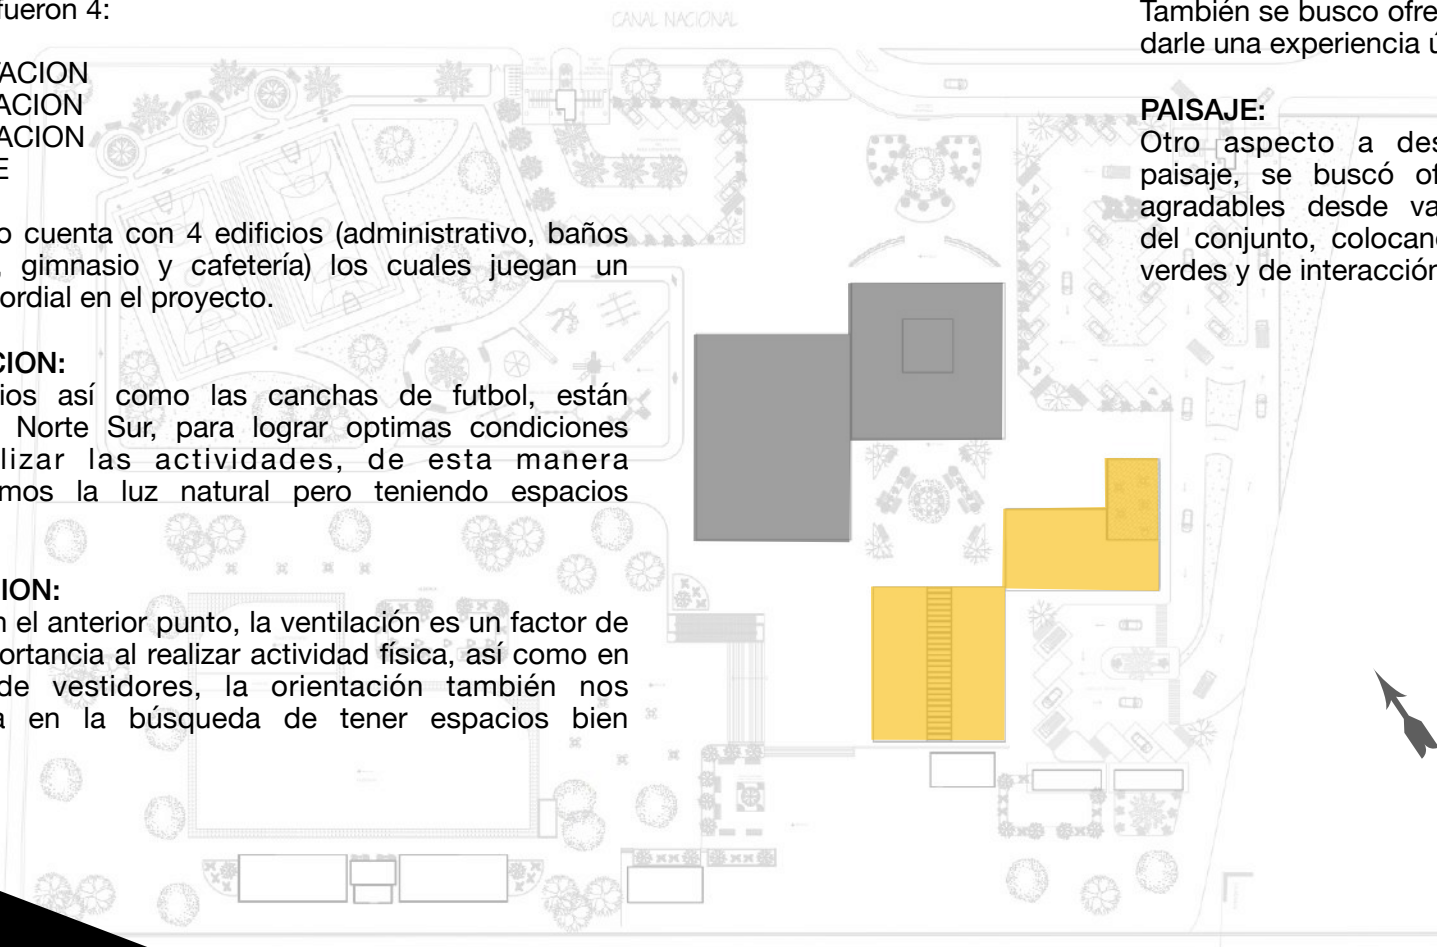 fueron 4:
TACION
ACION
ACION
E
o cuenta con 4 edificios (administrativo, baños
, gimnasio y cafetería) los cuales juegan un
ordial en el proyecto.
CION:
ios así como las canchas de futbol, están
Norte Sur, para lograr optimas condiciones
lizar las actividades, de esta manera
mos la luz natural pero teniendo espacios
ION:
n el anterior punto, la ventilación es un factor de
ortancia al realizar actividad física, así como en
de vestidores, la orientación también nos
a en la búsqueda de tener espacios bien
CANAL NACIONAL
También se busco ofre
darle una experiencia ú
PAISAJE:
Otro aspecto a des
paisaje, se buscó of
agradables desde va
del conjunto, colocand
verdes y de interacción